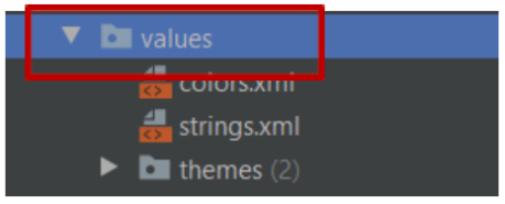 values
colors.xml
strings.xml
themes (2)